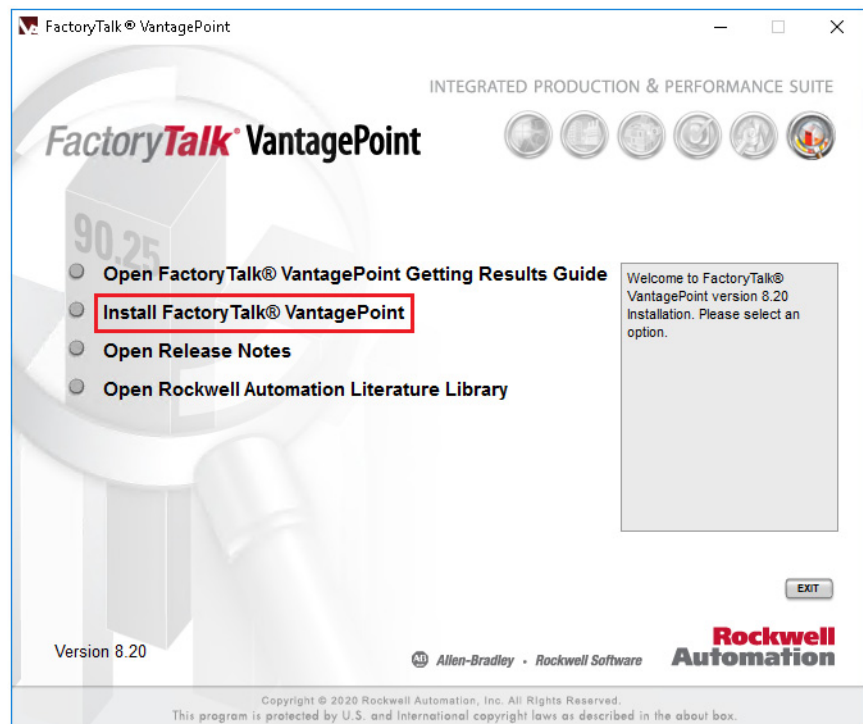 FactoryTalk® VantagePoint
INTEGRATED PRODUCTION & PERFORMANCE SUITE
FactoryTalk® VantagePoint
90.25
Open FactoryTalk® VantagePoint Getting Results Guide
Install FactoryTalk® VantagePoint
Open Release Notes
Open Rockwell Automation Literature Library
Welcome to FactoryTalk®
VantagePoint version 8.20
Installation. Please select an
option.
EXIT
Version 8.20
AB Allen-Bradley · Rockwell Software
Rockwell
Automation
Copyright © 2020 Rockwell Automation, Inc. All Rights Reserved.
This program is protected by U.S. and International copyright laws as described in the about box.